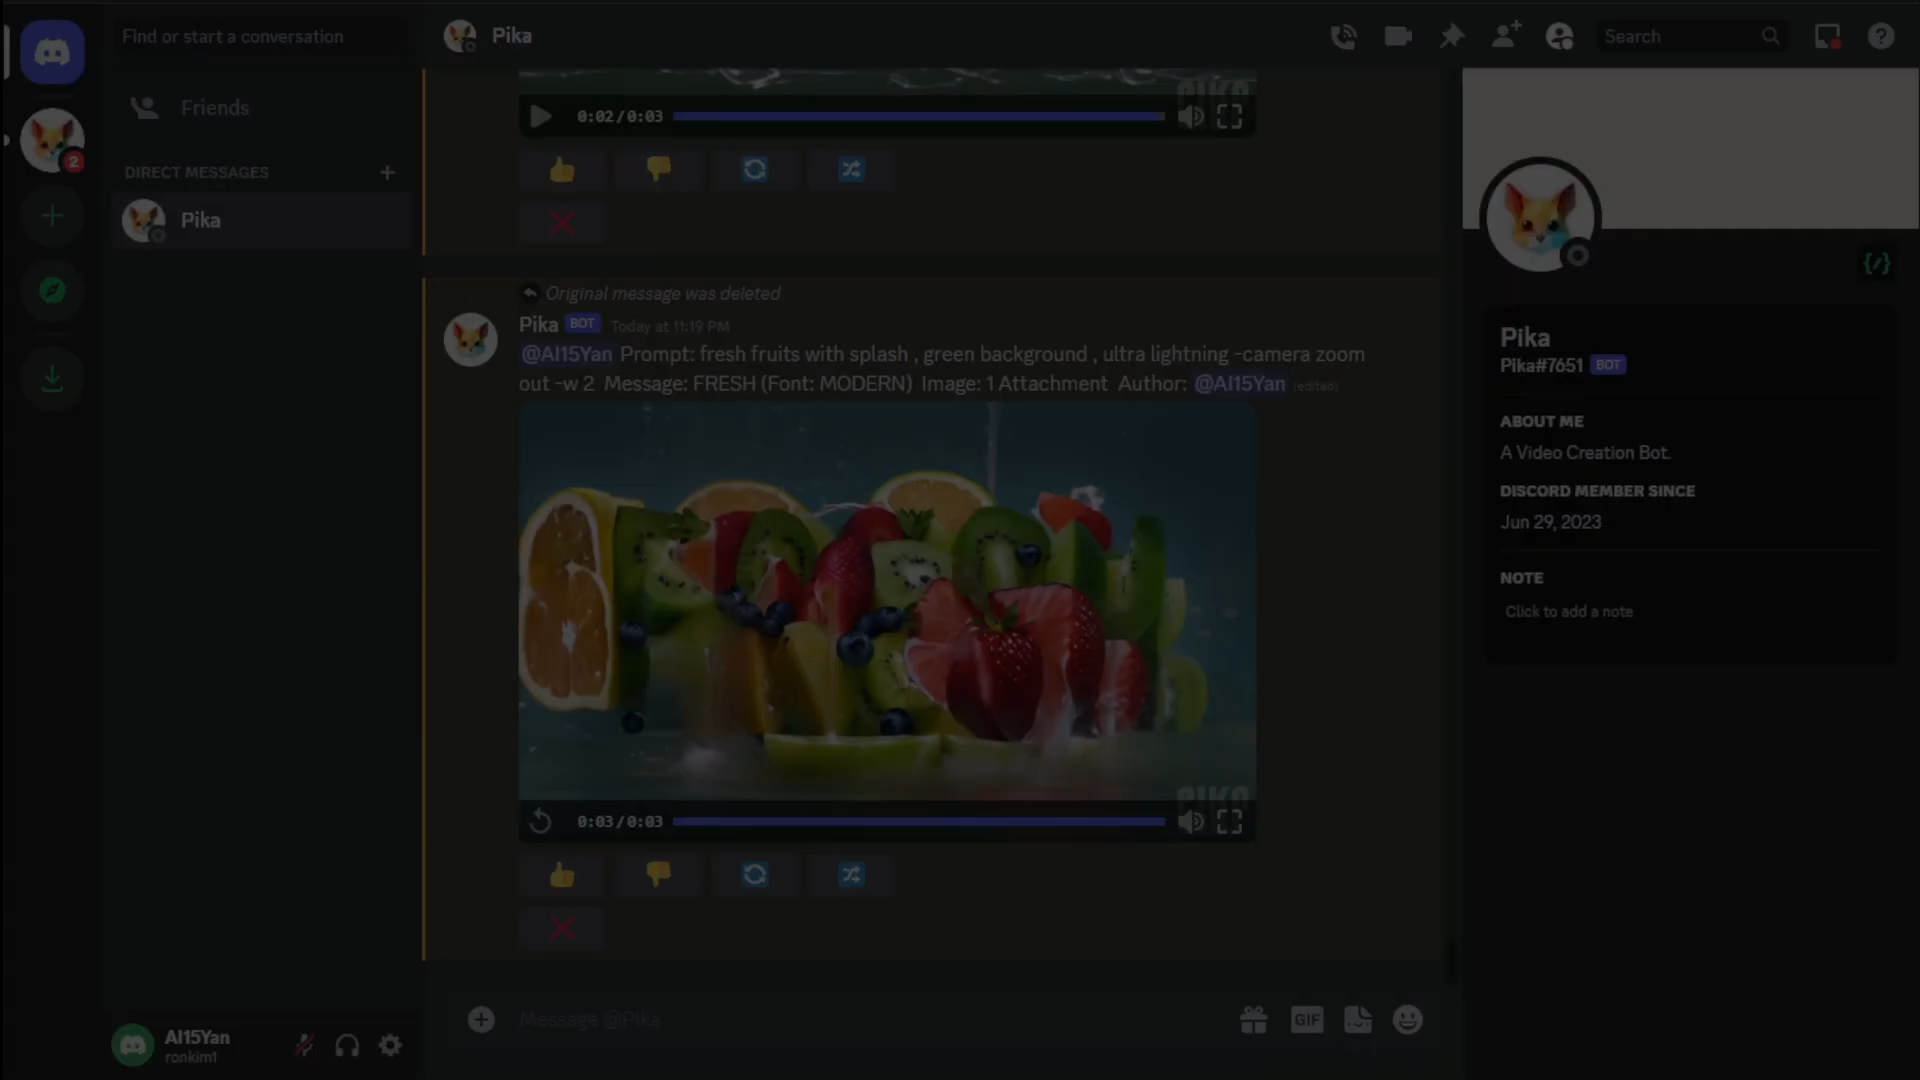 Find or start a conversation
Pika
Search
Friends
0:02/0:03
2
DIRECT MESSAGES
Pika
Original message was deleted
Pika BOT Today at 11:19 PM
@AI15Yan Prompt: fresh fruits with splash , green background , ultra lightning -camera zoom
out -w 2 Message: FRESH (Font: MODERN) Image: 1 Attachment Author: @AI15Yan (edited)
PIKA
0:03/0:03
Message @Pika
GIF
AI15Yan
ronkim1
Pika
Pika#7651 BOT
ABOUT ME
A Video Creation Bot.
DISCORD MEMBER SINCE
Jun 29, 2023
NOTE
Click to add a note